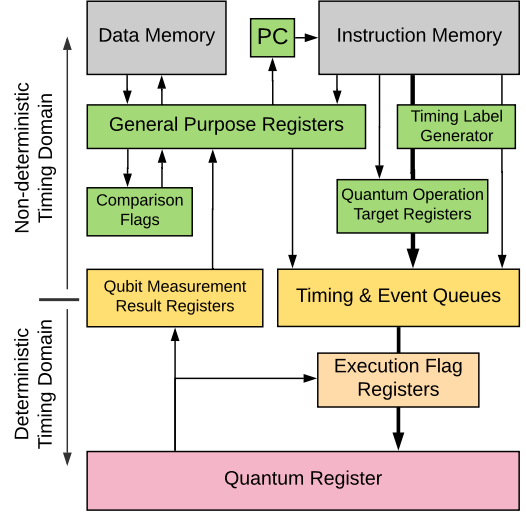 Data Memory
PC
Instruction Memory
General Purpose Registers
Timing Label
Generator
Comparison
Flags
Quantum Operation
Target Registers
Non-deterministic
Timing Domain
Qubit Measurement
Result Registers
Timing & Event Queues
Deterministic
Timing Domain
Execution Flag
Registers
Quantum Register